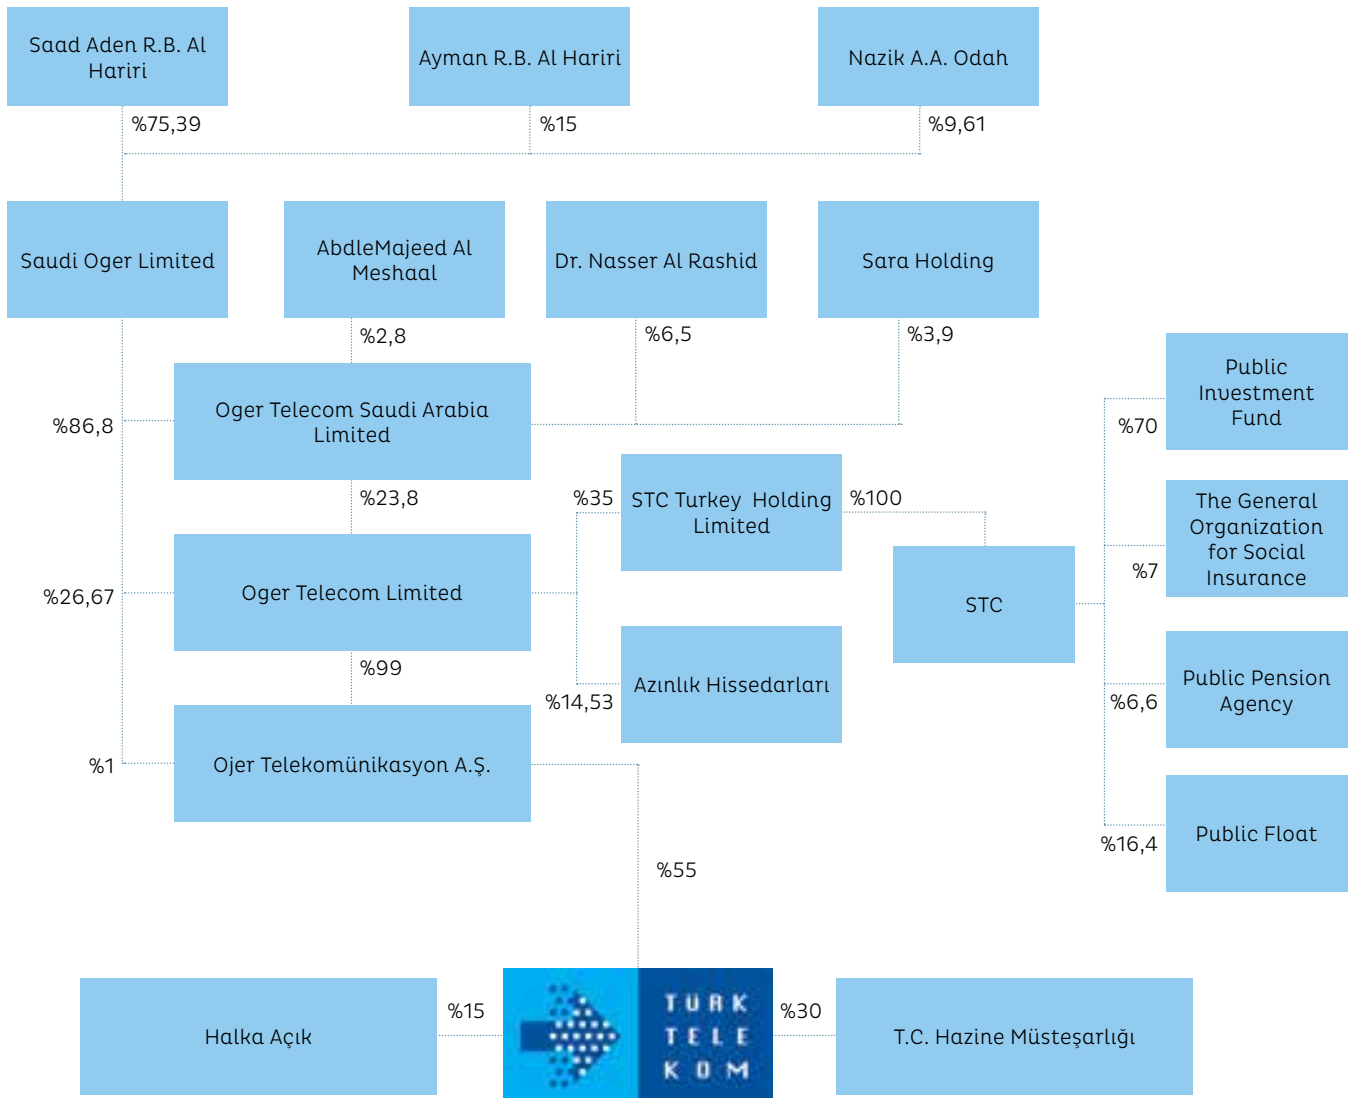 Saad Aden R.B. Al
Hariri
Ayman R.B. Al Hariri
Nazik A.A. Odah
%75,39
%15
%9,61
Saudi Oger Limited
AbdleMajeed Al
Meshaal
Dr. Nasser Al Rashid
Sara Holding
%2,8
%6,5
%3,9
%86,8
Oger Telecom Saudi Arabia
Limited
%23,8
%26,67
Oger Telecom Limited
%99
%1
Ojer Telekomünikasyon A.Ş.
%35
STC Turkey Holding
Limited
%100
%14,53
Azınlık Hissedarları
STC
%70
Public
Investment
Fund
%7
The General
Organization
for Social
Insurance
%6,6
Public Pension
Agency
%16,4
Public Float
%55
Halka Açık
%15
TÜRK
TELE
KOM
%30
T.C. Hazine Müsteşarlığı